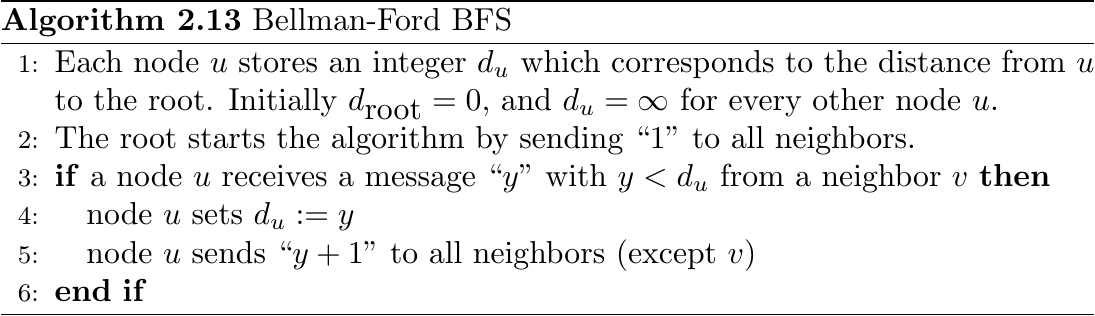 Algorithm 2.13 Bellman-Ford BFS
1: Each node u stores an integer d_u which corresponds to the distance from u
to the root. Initially d_root = 0, and d_u = ∞ for every other node u.
2: The root starts the algorithm by sending “1” to all neighbors.
3: if a node u receives a message “y” with y < d_u from a neighbor v then
4: node u sets d_u := y
5: node u sends “y + 1” to all neighbors (except v)
6: end if